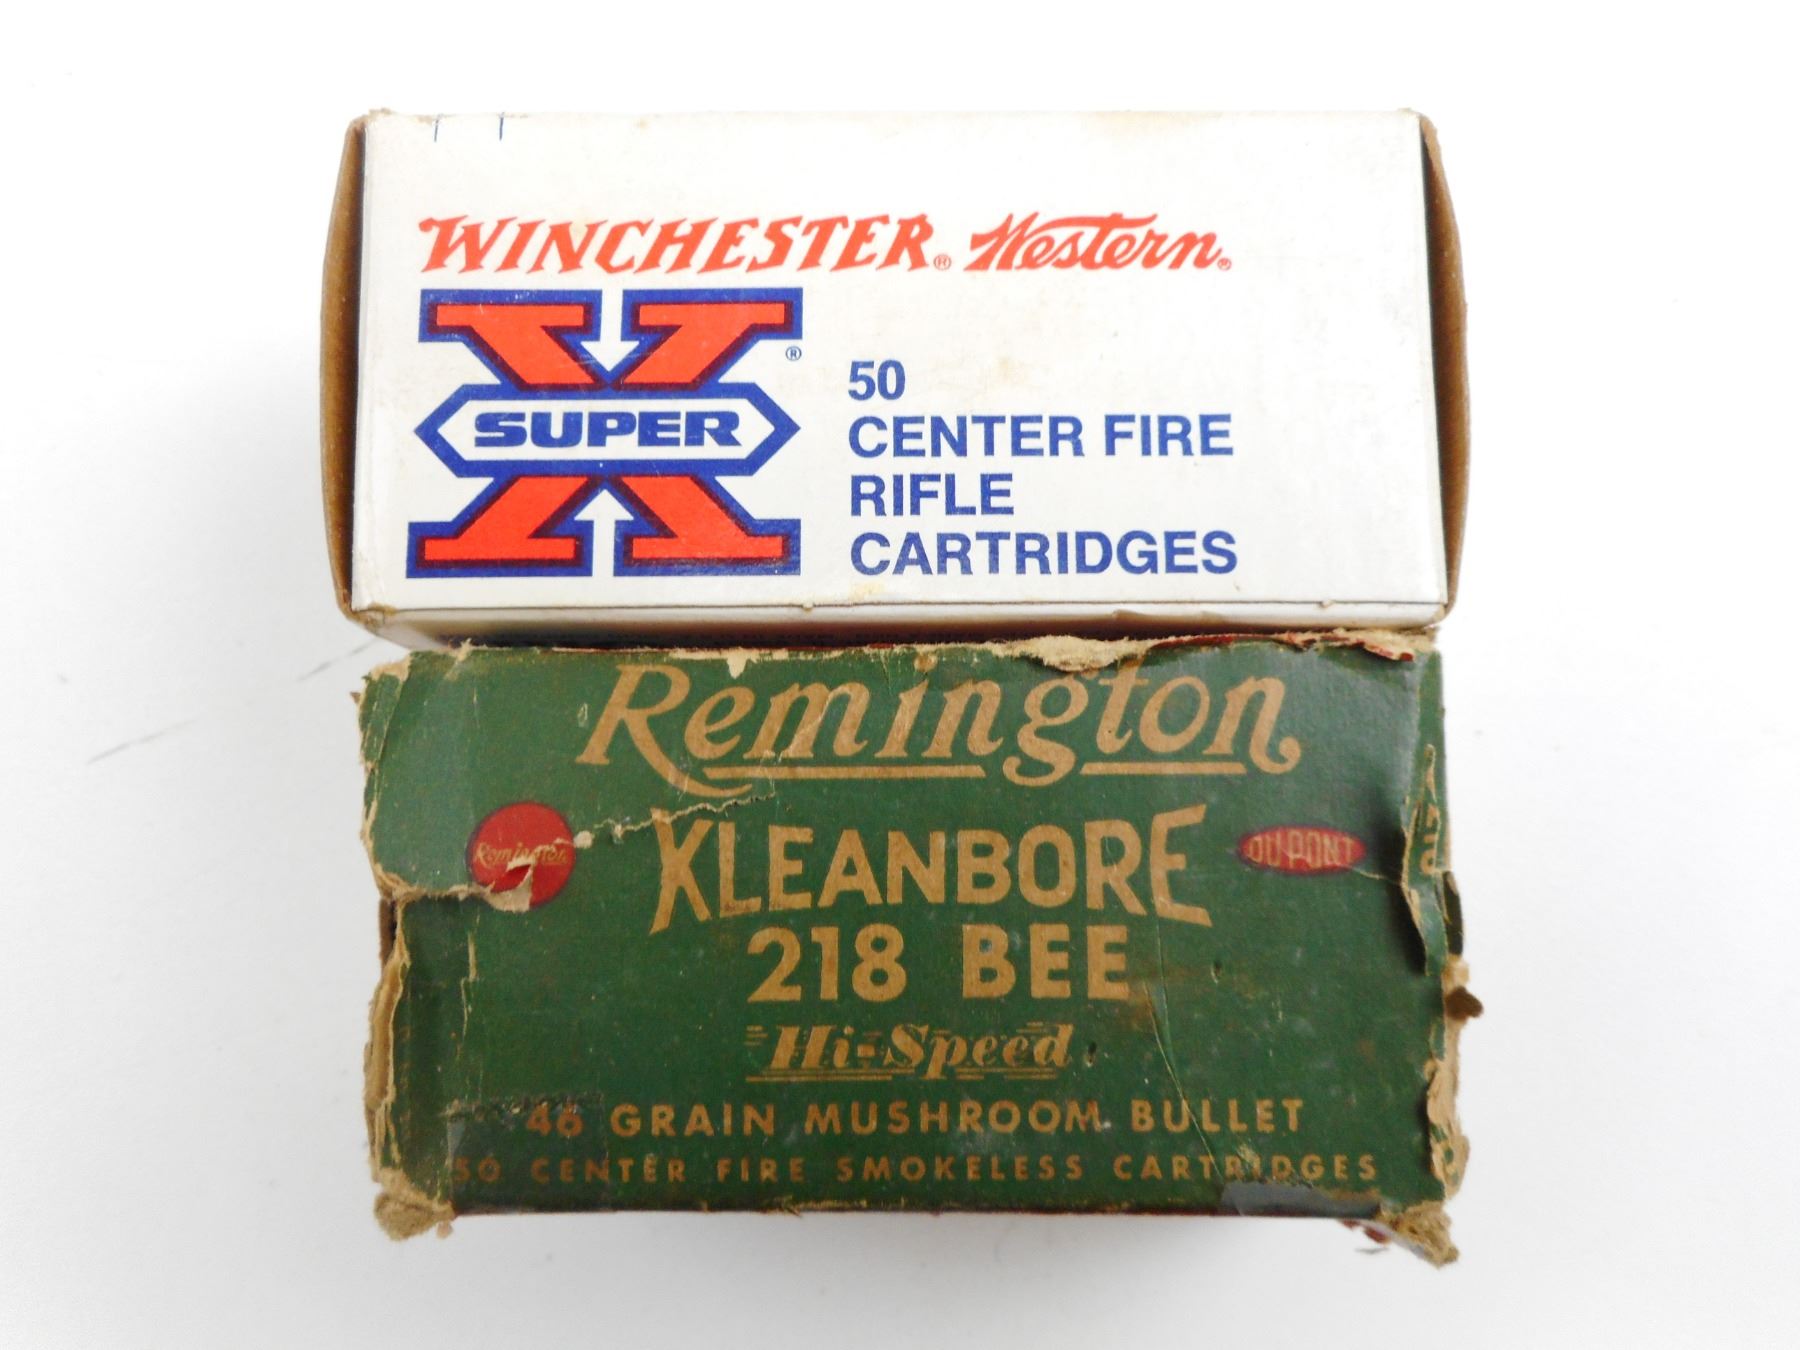 WINCHESTER® Western®
SUPER X®
50
CENTER FIRE
RIFLE
CARTRIDGES
Remington
Remington
KLEANBORE
DU PONT
218 BEE
Hi-Speed
46 GRAIN MUSHROOM BULLET
50 CENTER FIRE SMOKELESS CARTRIDGES